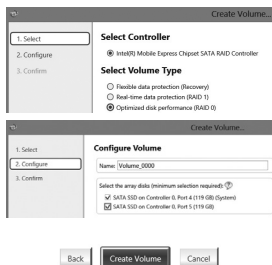 Create Volume...
1. Select
2. Configure
3. Confirm
Select Controller
Intel(R) Mobile Express Chipset SATA RAID Controller
Select Volume Type
Flexible data protection (Recovery)
Real-time data protection (RAID 1)
Optimized disk performance (RAID 0)
Create Volume...
1. Select
2. Configure
3. Confirm
Configure Volume
Name: Volume_0000
Select the array disks (minimum selection required):
SATA SSD on Controller 0, Port 4 (119 GB) (System)
SATA SSD on Controller 0, Port 5 (119 GB)
Back
Create Volume
Cancel